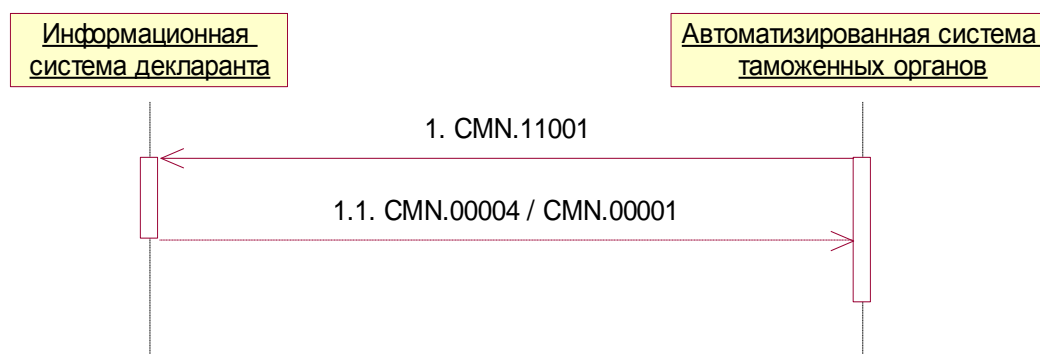 Информационная
система декларанта
Автоматизированная система
таможенных органов
1. CMN.11001
1.1. CMN.00004 / CMN.00001